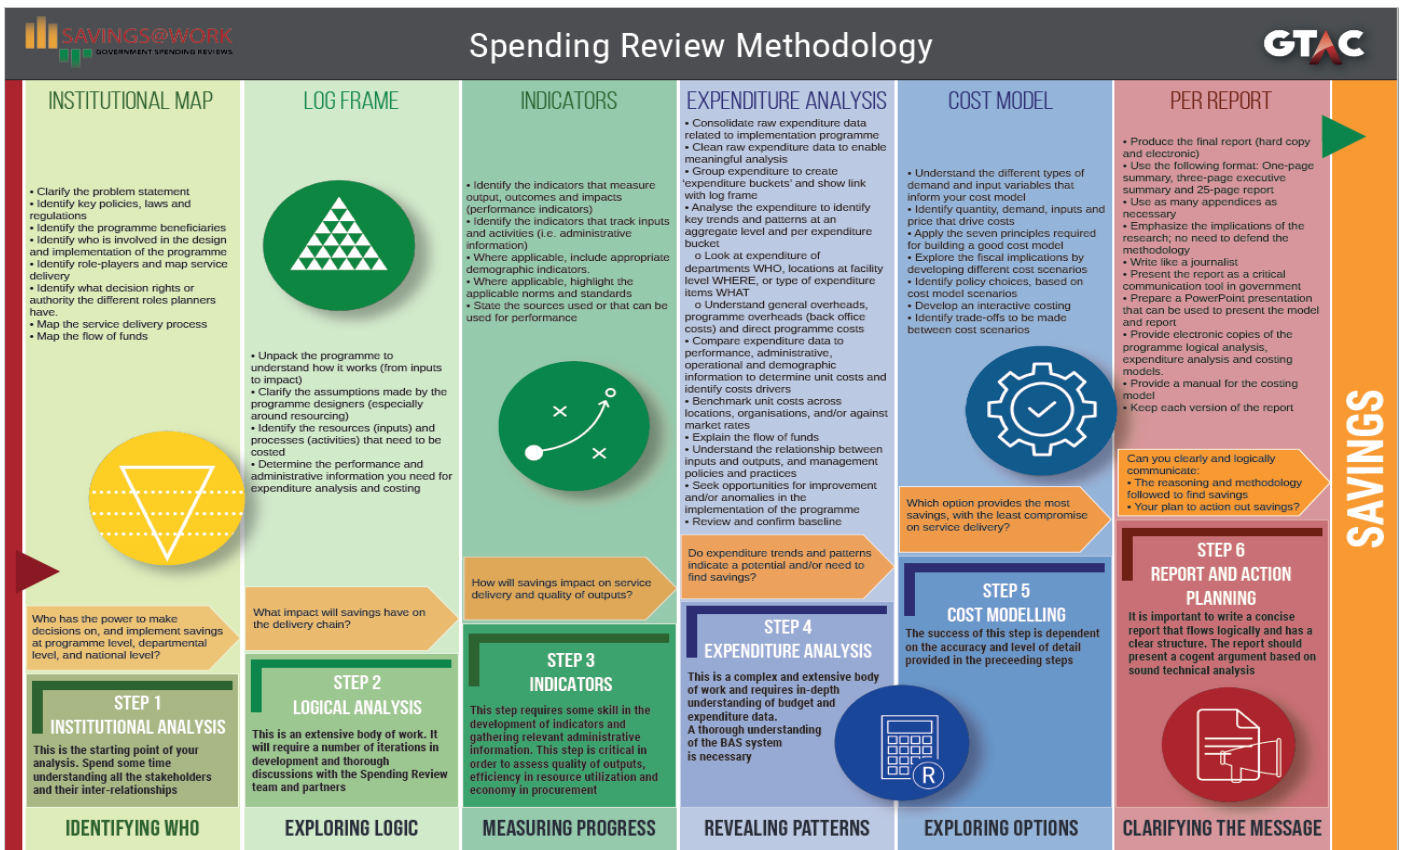 SAVINGS@WORK
GOVERNMENT SPENDING REVIEWS
Spending Review Methodology
GTAC
INSTITUTIONAL MAP
• Clarify the problem statement
• Identify key policies, laws and
regulations
• Identify the programme beneficiaries
• Identify who is involved in the design
and implementation of the programme
• Identify role-players and map service
delivery
• Identify what decision rights or
authority the different roles planners
have.
• Map the service delivery process
• Map the flow of funds
Who has the power to make
decisions on, and implement savings
at programme level, departmental
level, and national level?
STEP 1
INSTITUTIONAL ANALYSIS
This is the starting point of your
analysis. Spend some time
understanding all the stakeholders
and their inter-relationships
IDENTIFYING WHO
LOG FRAME
• Unpack the programme to
understand how it works (from inputs
to impact)
• Clarify the assumptions made by the
programme designers (especially
around resourcing)
• Identify the resources (inputs) and
processes (activities) that need to be
costed
• Determine the performance and
administrative information you need for
expenditure analysis and costing
What impact will savings have on
the delivery chain?
STEP 2
LOGICAL ANALYSIS
This is an extensive body of work. It
will require a number of iterations in
development and thorough
discussions with the Spending Review
team and partners
EXPLORING LOGIC
INDICATORS
• Identify the indicators that measure
output, outcomes and impacts
(performance indicators)
• Identify the indicators that track inputs
and activities (i.e. administrative
information)
• Where applicable, include appropriate
demographic indicators.
• Where applicable, highlight the
applicable norms and standards
• State the sources used or that can be
used for performance
How will savings impact on service
delivery and quality of outputs?
STEP 3
INDICATORS
This step requires some skill in the
development of indicators and
gathering relevant administrative
information. This step is critical in
order to assess quality of outputs,
efficiency in resource utilization and
economy in procurement
MEASURING PROGRESS
EXPENDITURE ANALYSIS
• Consolidate raw expenditure data
related to implementation programme
• Clean raw expenditure data to enable
meaningful analysis
• Group expenditure to create
'expenditure buckets' and show link
with log frame
• Analyse the expenditure to identify
key trends and patterns at an
aggregate level and per expenditure
bucket
o Look at expenditure of
departments WHO, locations at facility
level WHERE, or type of expenditure
items WHAT
o Understand general overheads,
programme overheads (back office
costs) and direct programme costs
• Compare expenditure data to
performance, administrative,
operational and demographic
information to determine unit costs and
identify costs drivers
• Benchmark unit costs across
locations, organisations, and/or against
market rates
• Explain the flow of funds
• Understand the relationship between
inputs and outputs, and management
policies and practices
• Seek opportunities for improvement
and/or anomalies in the
implementation of the programme
• Review and confirm baseline
Do expenditure trends and patterns
indicate a potential and/or need to
find savings?
STEP 4
EXPENDITURE ANALYSIS
This is a complex and extensive body
of work and requires in-depth
understanding of budget and
expenditure data.
A thorough understanding
of the BAS system
is necessary
R
REVEALING PATTERNS
COST MODEL
• Understand the different types of
demand and input variables that
inform your cost model
• Identify quantity, demand, inputs and
price that drive costs
• Apply the seven principles required
for building a good cost model
• Explore the fiscal implications by
developing different cost scenarios
• Identify policy choices, based on
cost model scenarios
• Develop an interactive costing
• Identify trade-offs to be made
between cost scenarios
Which option provides the most
savings, with the least compromise
on service delivery?
STEP 5
COST MODELLING
The success of this step is dependent
on the accuracy and level of detail
provided in the preceeding steps
EXPLORING OPTIONS
PER REPORT
• Produce the final report (hard copy
and electronic)
• Use the following format: One-page
summary, three-page executive
summary and 25-page report
• Use as many appendices as
necessary
• Emphasize the implications of the
research; no need to defend the
methodology
• Write like a journalist
• Present the report as a critical
communication tool in government
• Prepare a PowerPoint presentation
that can be used to present the model
and report
• Provide electronic copies of the
programme logical analysis,
expenditure analysis and costing
models.
• Provide a manual for the costing
model
• Keep each version of the report
Can you clearly and logically
communicate:
• The reasoning and methodology
followed to find savings
• Your plan to action out savings?
STEP 6
REPORT AND ACTION
PLANNING
It is important to write a concise
report that flows logically and has a
clear structure. The report should
present a cogent argument based on
sound technical analysis
CLARIFYING THE MESSAGE
SAVINGS